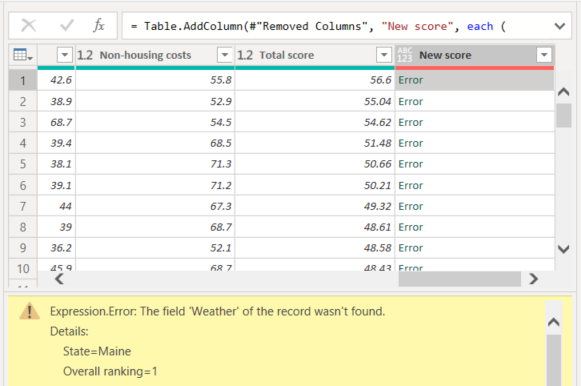 fx = Table.AddColumn(#"Removed Columns", "New score", each (
1.2 Non-housing costs 1.2 Total score ABC 123 New score
1 42.6 55.8 56.6 Error
2 38.9 52.9 55.04 Error
3 68.7 54.5 54.62 Error
4 39.4 68.5 51.48 Error
5 38.1 71.3 50.66 Error
6 39.1 71.2 50.21 Error
7 44 67.3 49.32 Error
8 39 68.7 48.61 Error
9 36.2 52.1 48.58 Error
10 45.9 68.7 48.43 Error
Expression.Error: The field 'Weather' of the record wasn't found.
Details:
State=Maine
Overall ranking=1